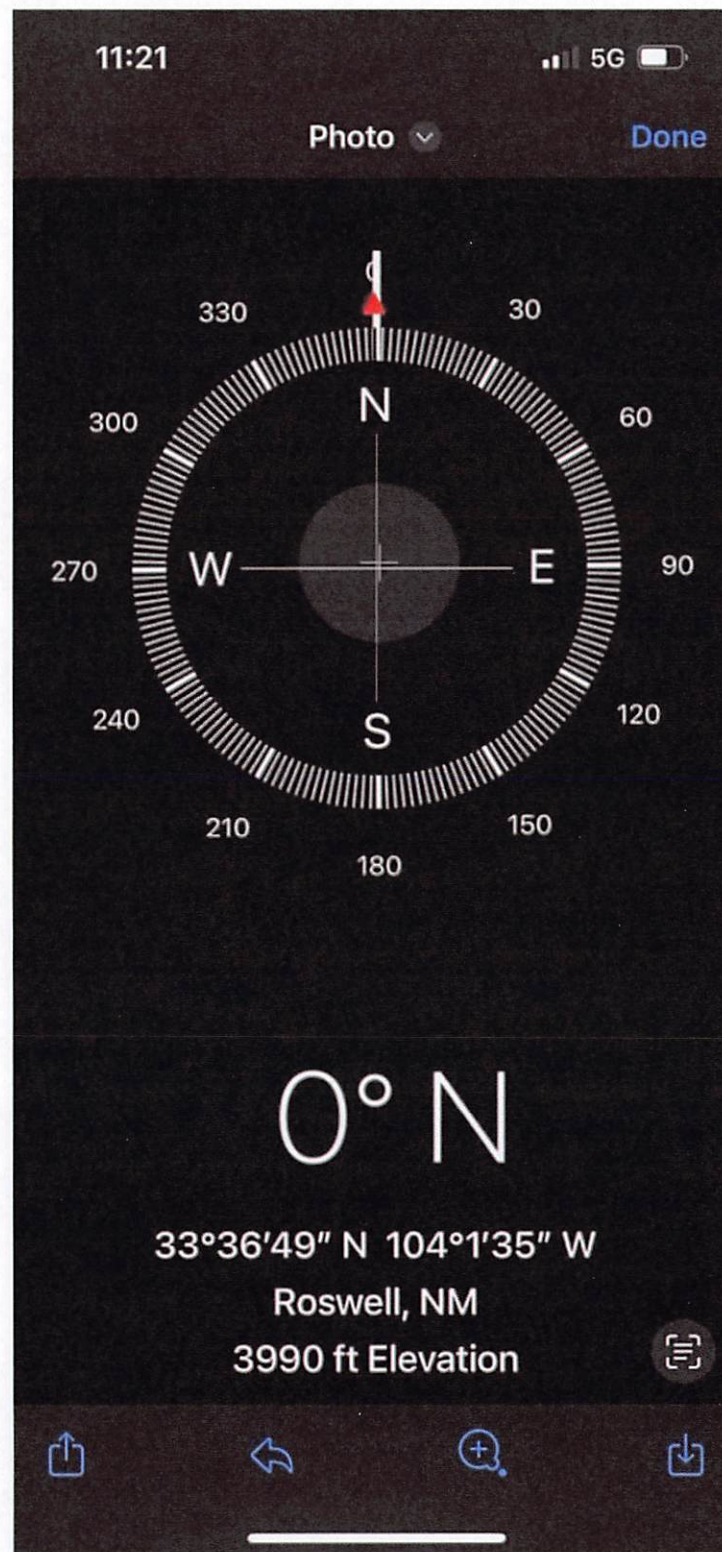 11:21 5G
Photo Done
0
330 30
300 60
N
270 W E 90
240 120
S
210 150
180
0° N
33°36'49" N 104°1'35" W
Roswell, NM
3990 ft Elevation